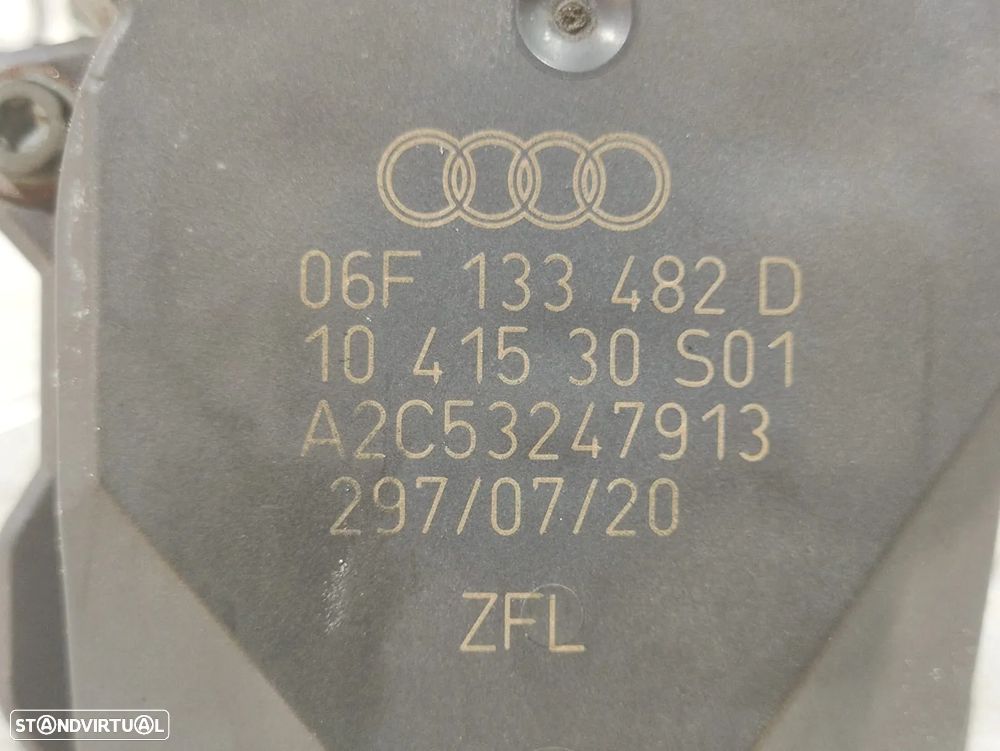 06F 133 482 D
10 415 30 S01
A2C53247913
297/07/20
ZFL
STANDVIRTUAL